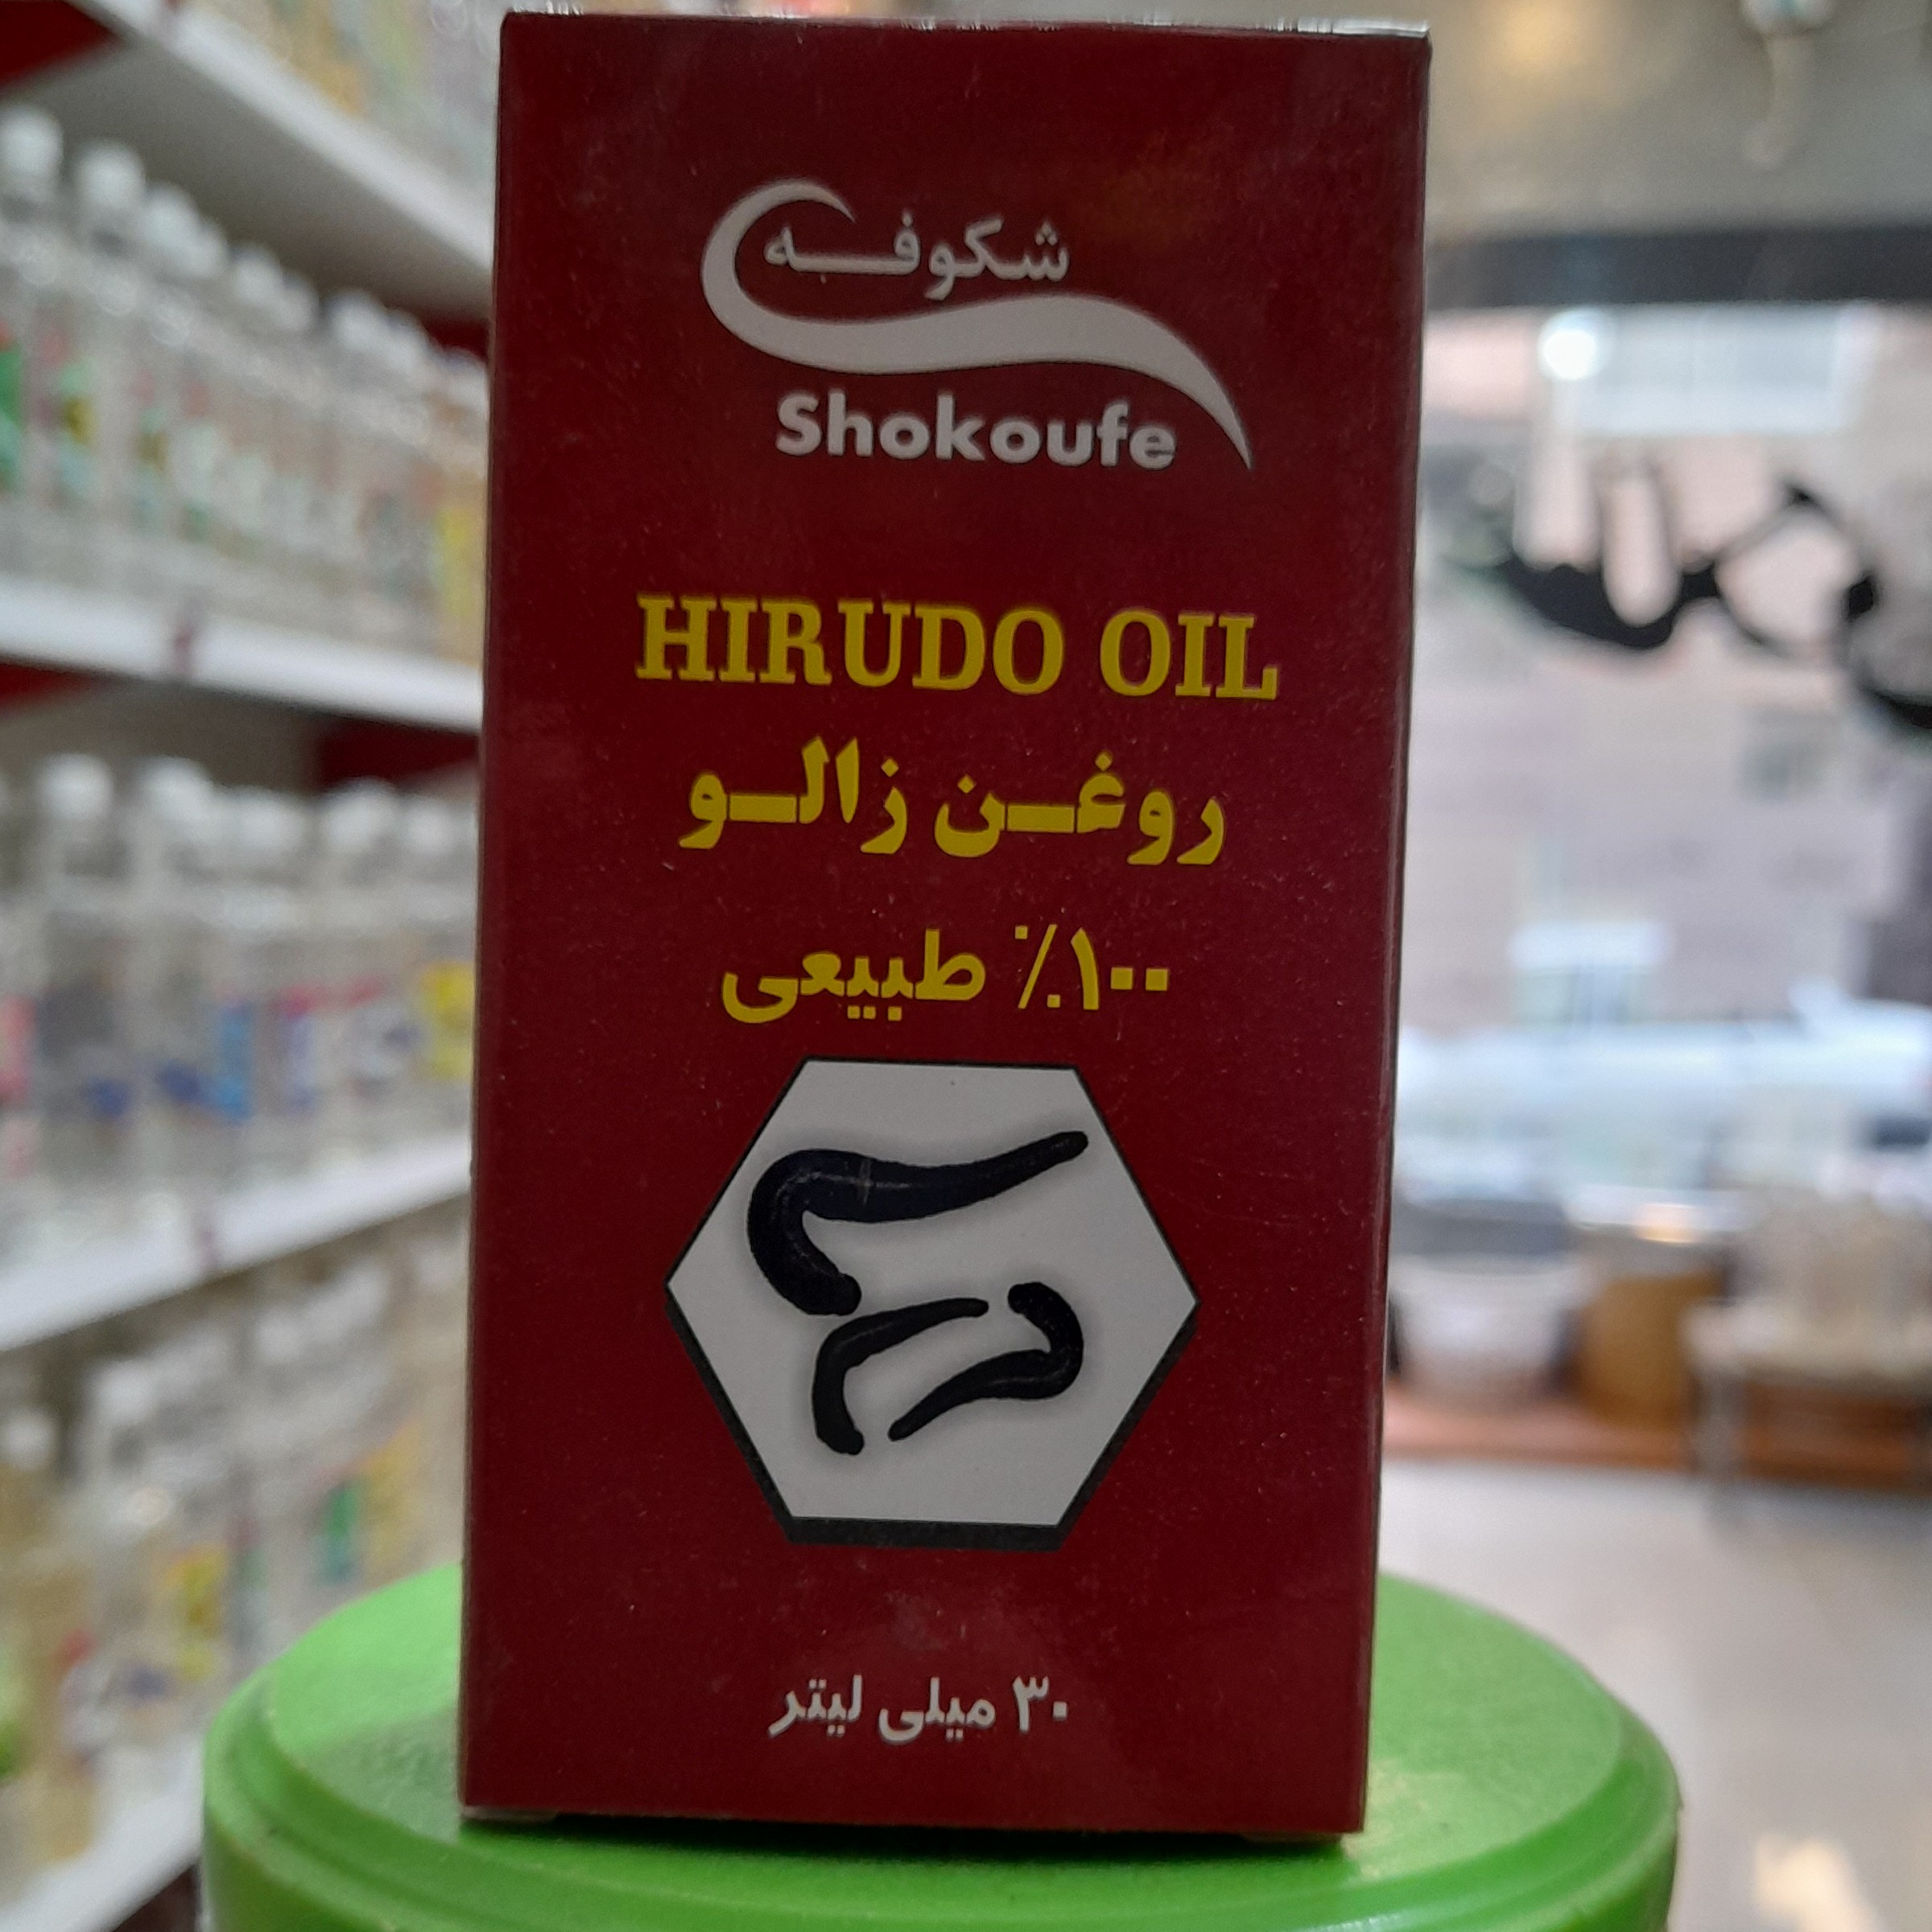 شکوفه
Shokoufe
HIRUDO OIL
روغن زالو
۱۰۰٪ طبیعی
۳۰ میلی لیتر